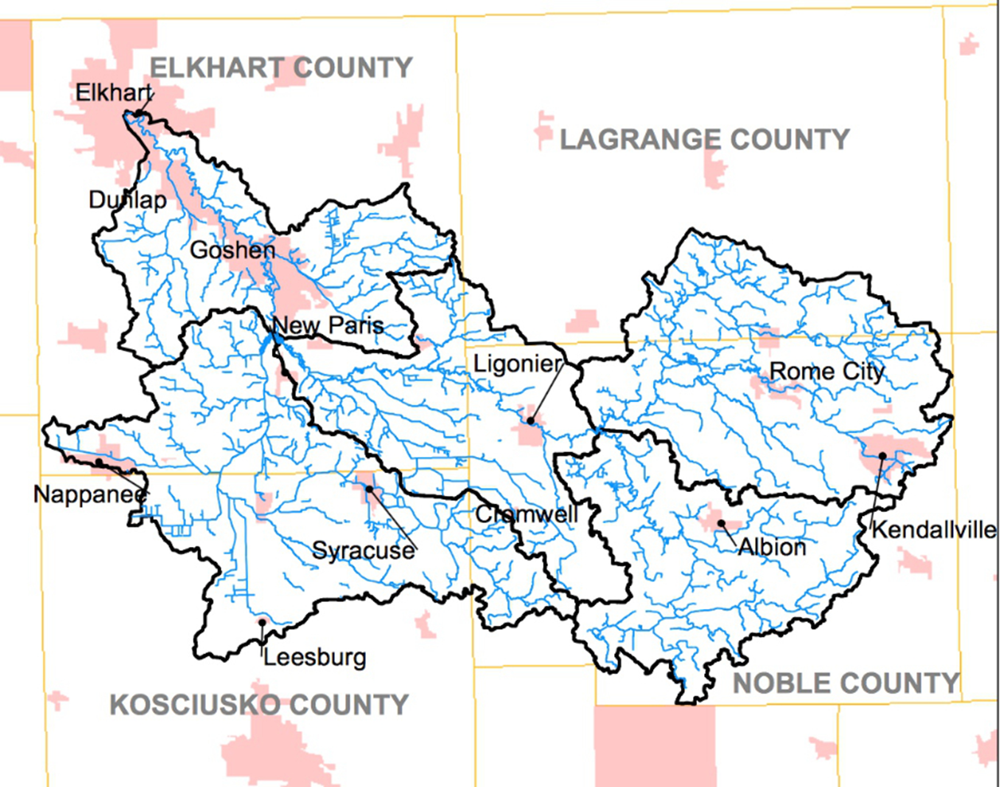 ELKHART COUNTY
Elkhart
LAGRANGE COUNTY
Dunlap
Goshen
New Paris
Ligonier
Rome City
Nappanee
Cromwell
Kendallville
Syracuse
Albion
Leesburg
NOBLE COUNTY
KOSCIUSKO COUNTY